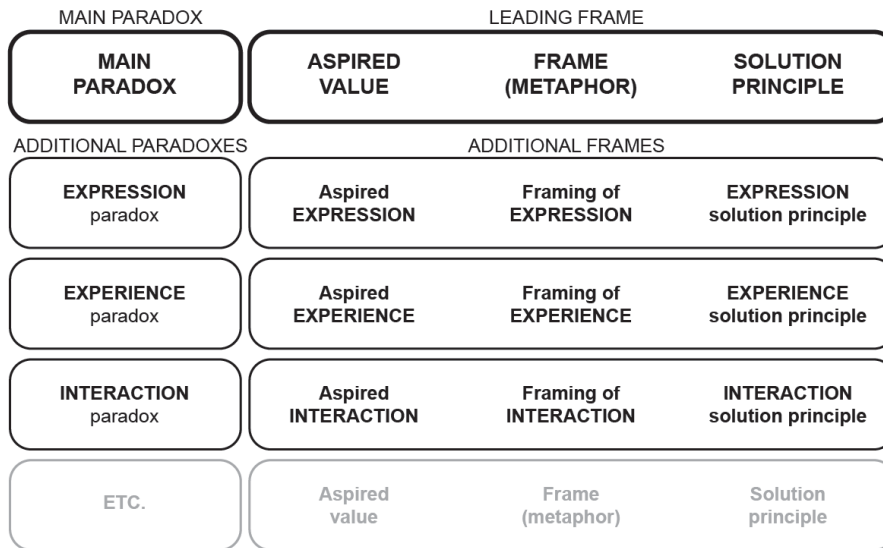 MAIN PARADOX
LEADING FRAME
MAIN
PARADOX
ASPIRED
VALUE
FRAME
(METAPHOR)
SOLUTION
PRINCIPLE
ADDITIONAL PARADOXES
ADDITIONAL FRAMES
EXPRESSION
paradox
Aspired
EXPRESSION
Framing of
EXPRESSION
EXPRESSION
solution principle
EXPERIENCE
paradox
Aspired
EXPERIENCE
Framing of
EXPERIENCE
EXPERIENCE
solution principle
INTERACTION
paradox
Aspired
INTERACTION
Framing of
INTERACTION
INTERACTION
solution principle
ETC.
Aspired
value
Frame
(metaphor)
Solution
principle